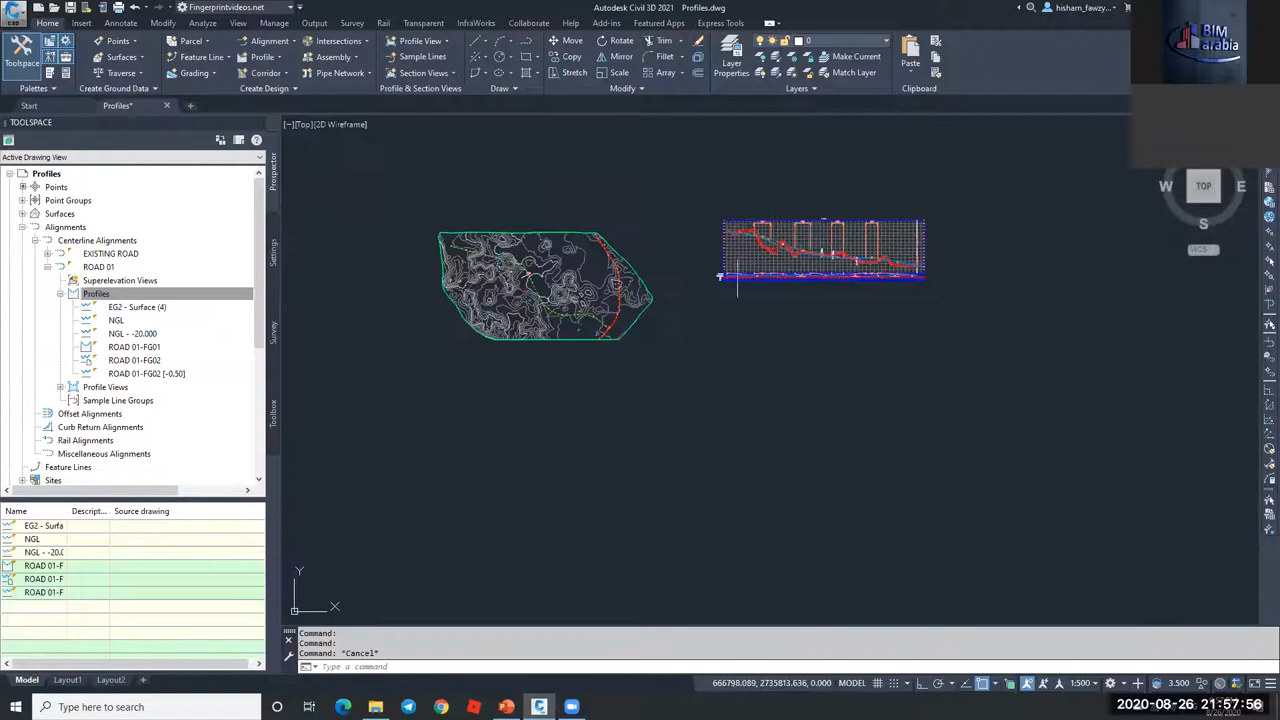 Fingerprintvideos.net
Autodesk Civil 3D 2021 Profiles.dwg
hisham_fawzy...
BIM
arabia
Home Insert Annotate Modify Analyze View Manage Output Survey Rail Transparent InfraWorks Collaborate Help Add-ins Featured Apps Express Tools
Toolspace
Points
Surfaces
Traverse
Parcel
Feature Line
Grading
Alignment
Profile
Corridor
Intersections
Assembly
Pipe Network
Profile View
Sample Lines
Section Views
Move
Copy
Stretch
Rotate
Mirror
Scale
Trim
Fillet
Array
Layer
Properties
0
Make Current
Match Layer
Paste
Palettes Create Ground Data Create Design Profile & Section Views Draw Modify Layers Clipboard
Start Profiles*
TOOLSPACE
Active Drawing View
Profiles
Points
Point Groups
Surfaces
Alignments
Centerline Alignments
EXISTING ROAD
ROAD 01
Superelevation Views
Profiles
EG2 - Surface (4)
NGL
NGL - -20.000
ROAD 01-FG01
ROAD 01-FG02
ROAD 01-FG02 [-0.50]
Profile Views
Sample Line Groups
Offset Alignments
Curb Return Alignments
Rail Alignments
Miscellaneous Alignments
Feature Lines
Sites
Prospector
Settings
Survey
Toolbox
Name Descript... Source drawing
EG2 - Surfa
NGL
NGL - -20.0
ROAD 01-F
ROAD 01-F
ROAD 01-F
[−][Top][2D Wireframe]
W TOP E
S
WCS
Y
X
Command:
Command:
Command: *Cancel*
Type a command
Model Layout1 Layout2
666798.089, 2735813.636, 0.000 MODEL
1:500
3.500
Type here to search
2020-08-26 21:57:56